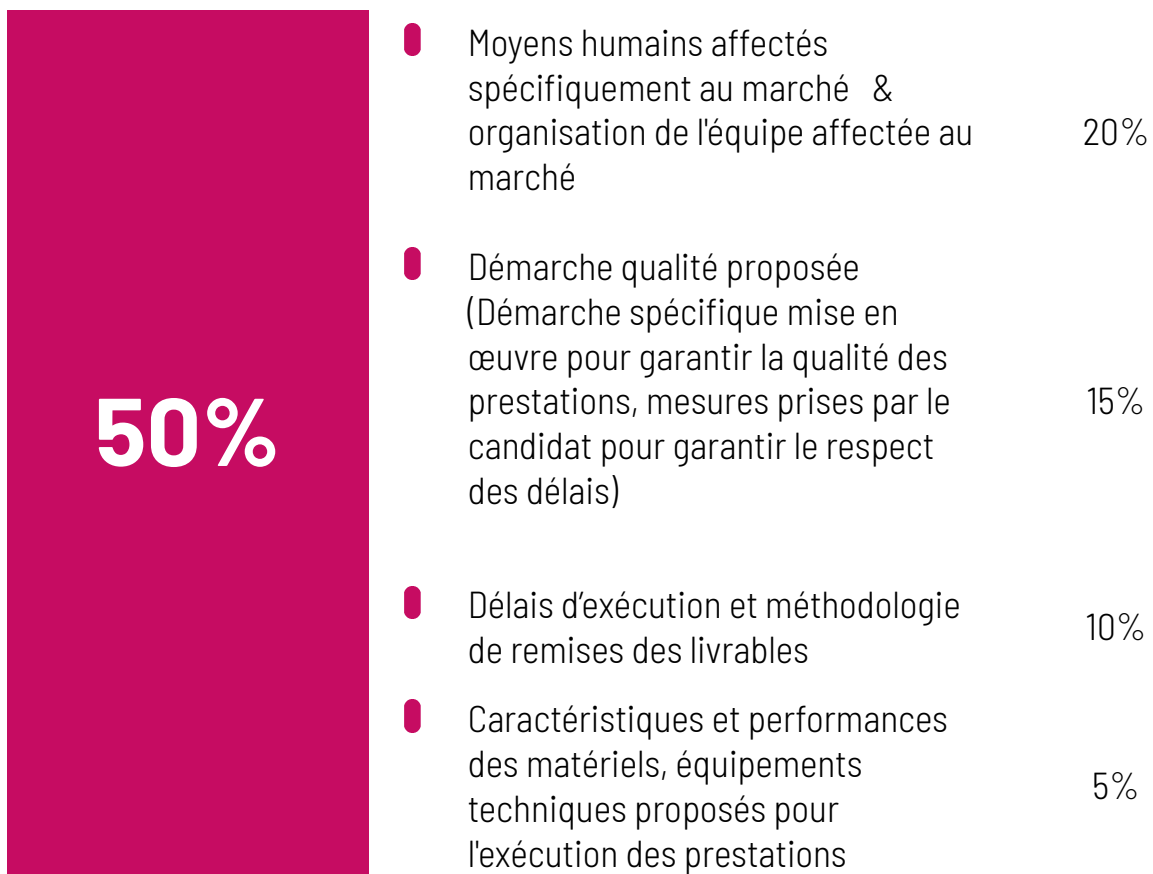 50%
Moyens humains affectés
spécifiquement au marché &
organisation de l'équipe affectée au
marché
20%
Démarche qualité proposée
(Démarche spécifique mise en
œuvre pour garantir la qualité des
prestations, mesures prises par le
candidat pour garantir le respect
des délais)
15%
Délais d’exécution et méthodologie
de remises des livrables
10%
Caractéristiques et performances
des matériels, équipements
techniques proposés pour
l'exécution des prestations
5%